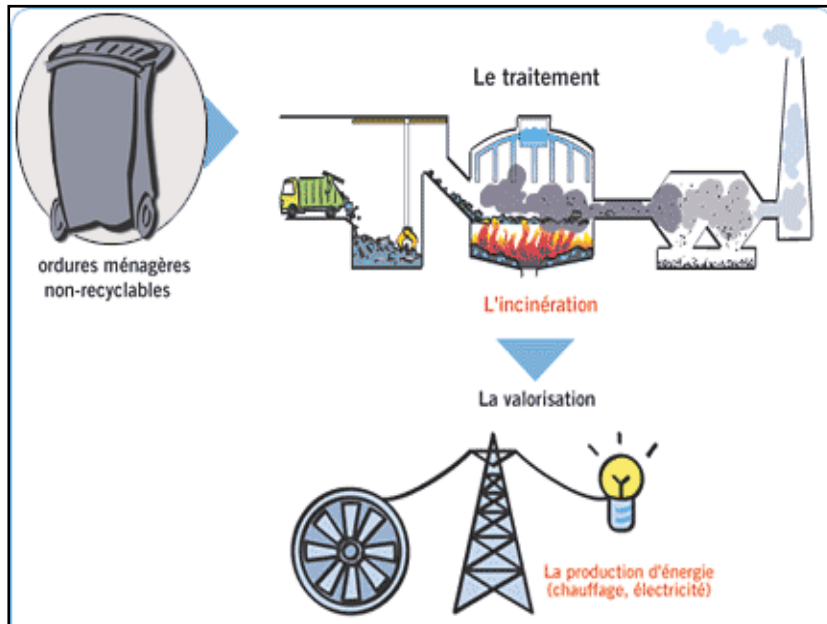 Le traitement
ordures ménagères
non-recyclables
L'incinération
La valorisation
La production d'énergie
(chauffage, électricité)